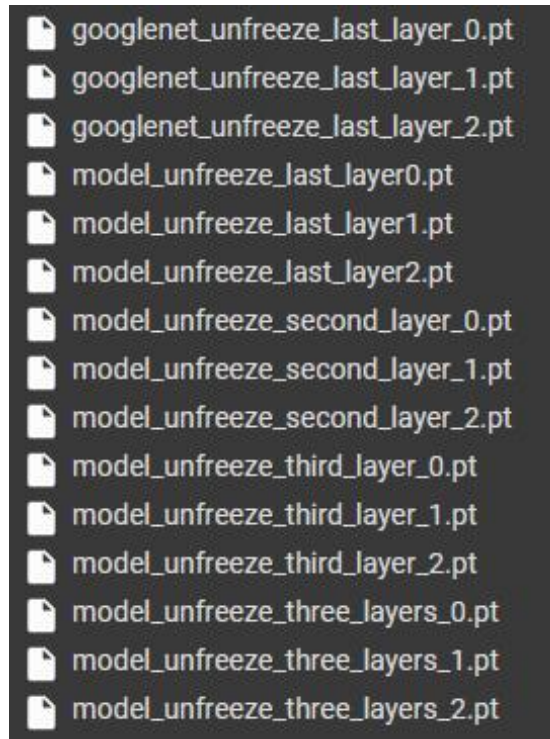 googlenet_unfreeze_last_layer_0.pt
googlenet_unfreeze_last_layer_1.pt
googlenet_unfreeze_last_layer_2.pt
model_unfreeze_last_layer0.pt
model_unfreeze_last_layer1.pt
model_unfreeze_last_layer2.pt
model_unfreeze_second_layer_0.pt
model_unfreeze_second_layer_1.pt
model_unfreeze_second_layer_2.pt
model_unfreeze_third_layer_0.pt
model_unfreeze_third_layer_1.pt
model_unfreeze_third_layer_2.pt
model_unfreeze_three_layers_0.pt
model_unfreeze_three_layers_1.pt
model_unfreeze_three_layers_2.pt